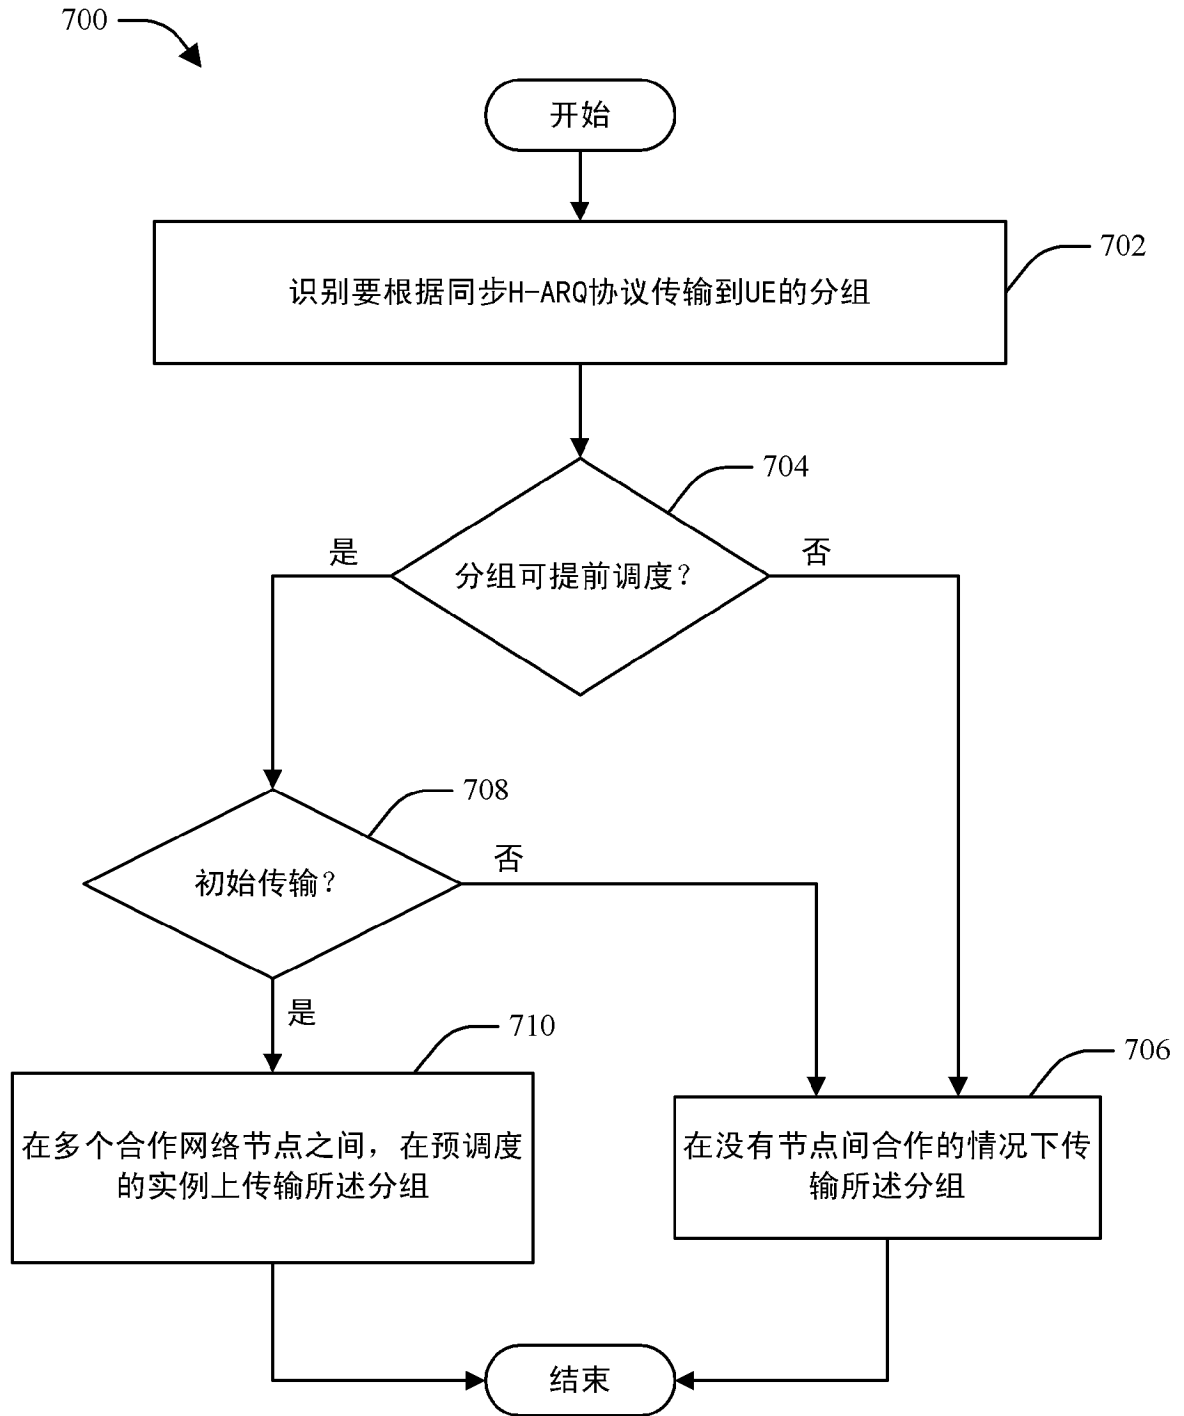 700
开始
702
识别要根据同步H-ARQ协议传输到UE的分组
704
是
否
分组可提前调度？
708
否
初始传输？
是
710
706
在多个合作网络节点之间，在预调度
的实例上传输所述分组
在没有节点间合作的情况下传
输所述分组
结束